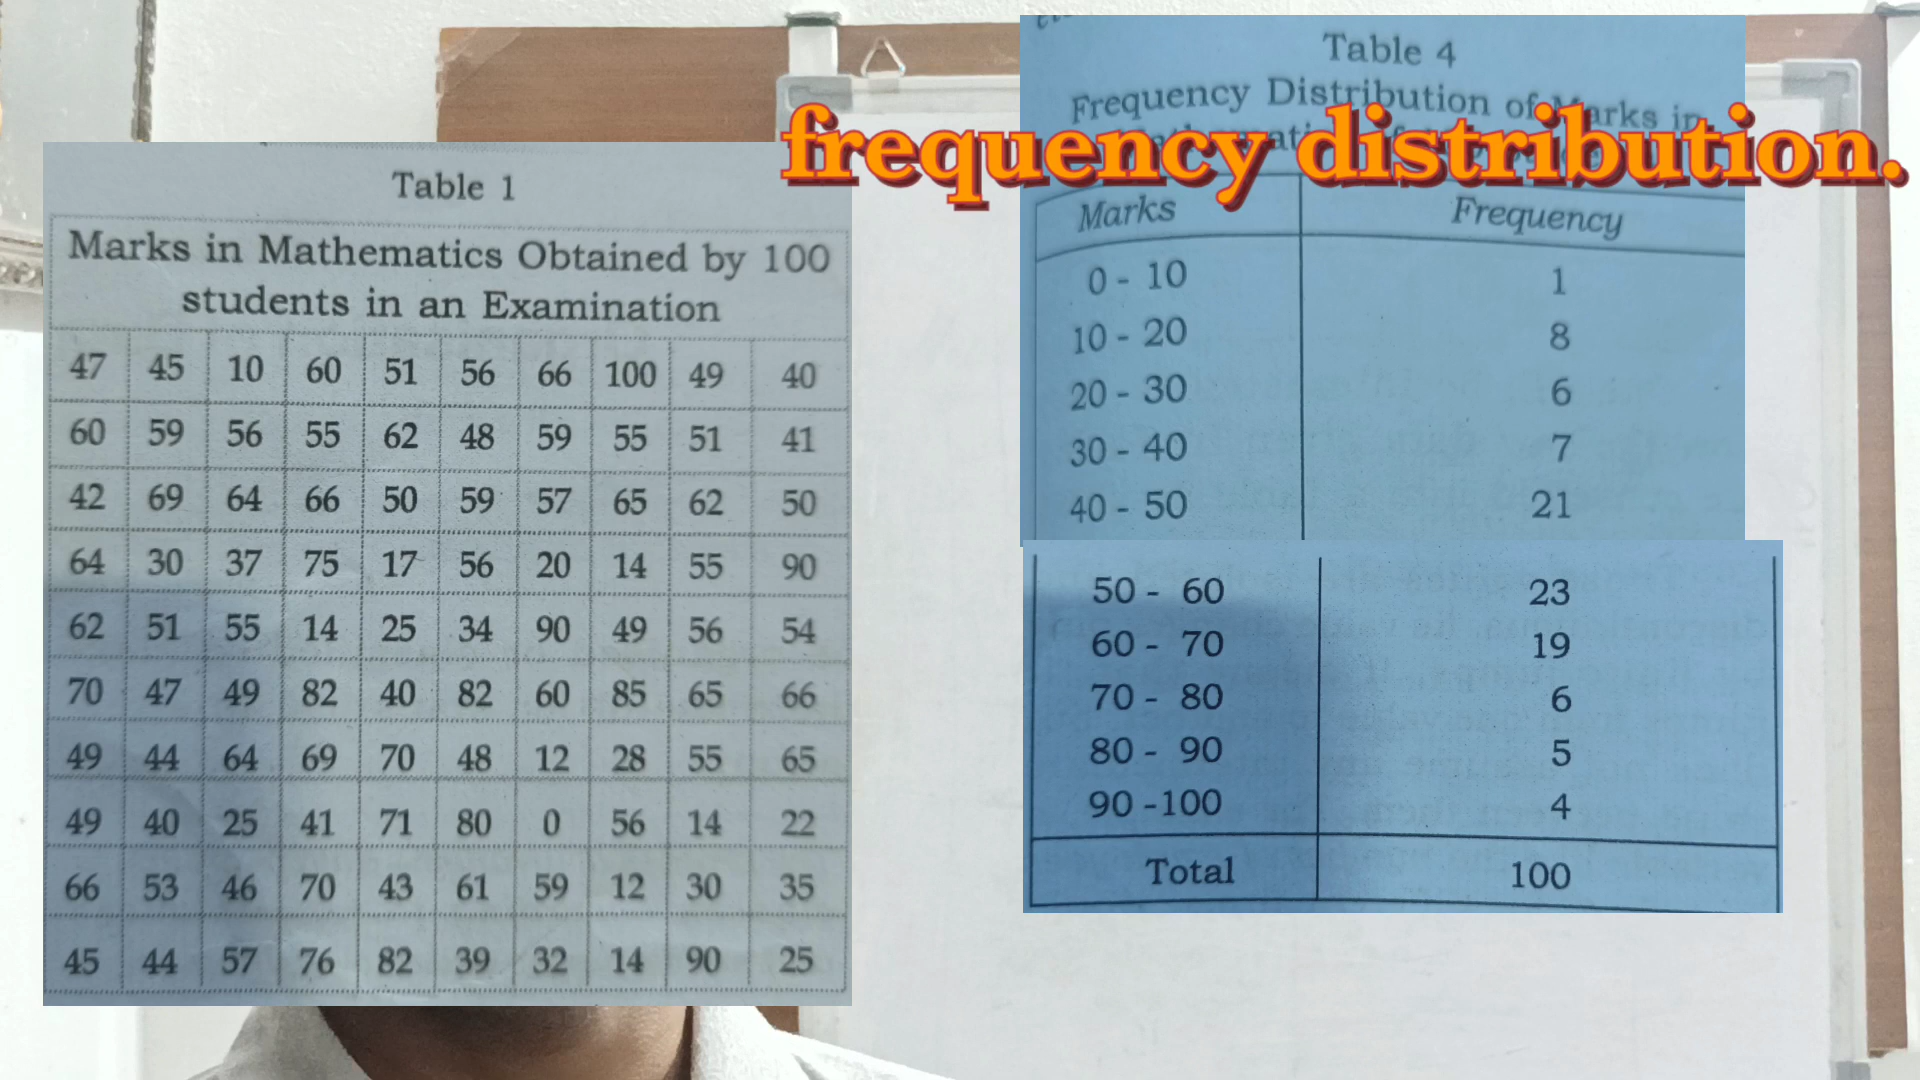 Table 1
Marks in Mathematics Obtained by 100
students in an Examination
47 45 10 60 51 56 66 100 49 40
60 59 56 55 62 48 59 55 51 41
42 69 64 66 50 59 57 65 62 50
64 30 37 75 17 56 20 14 55 90
62 51 55 14 25 34 90 49 56 54
70 47 49 82 40 82 60 85 65 66
49 44 64 69 70 48 12 28 55 65
49 40 25 41 71 80 0 56 14 22
66 53 46 70 43 61 59 12 30 35
45 44 57 76 82 39 32 14 90 25
Table 4
Frequency Distribution of Marks in
frequency distribution.
Marks Frequency
0 - 10 1
10 - 20 8
20 - 30 6
30 - 40 7
40 - 50 21
50 - 60 23
60 - 70 19
70 - 80 6
80 - 90 5
90 -100 4
Total 100